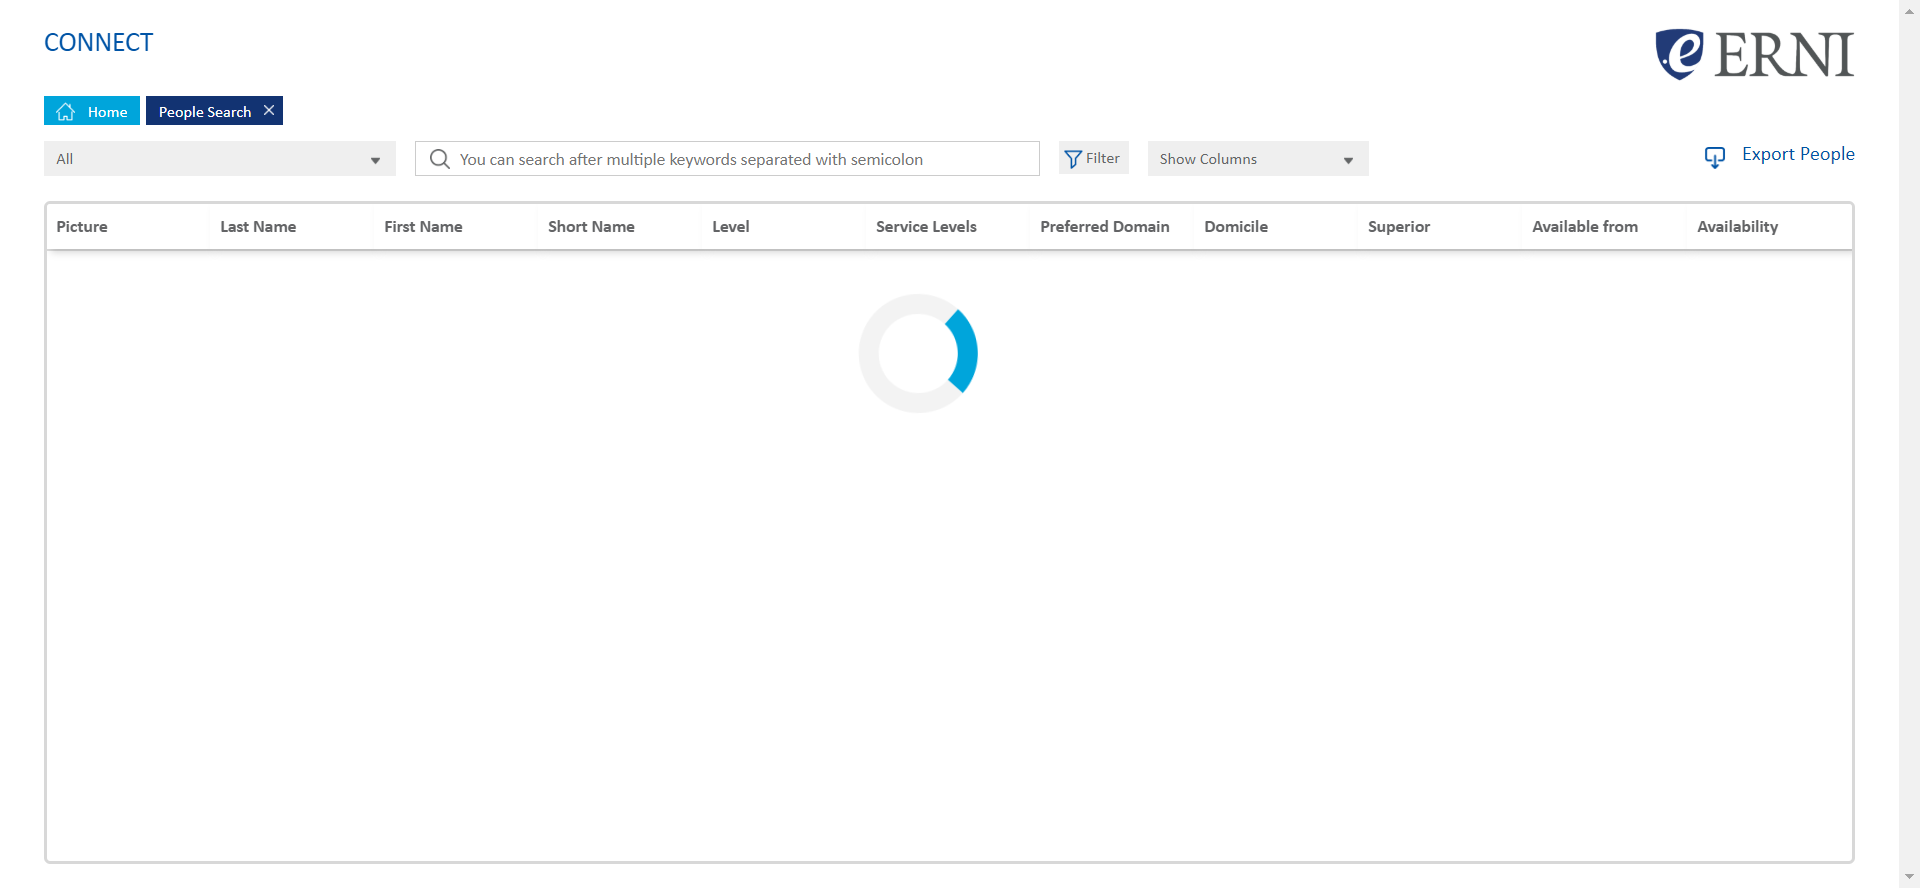 CONNECT
e ERNI
Home
People Search
All
You can search after multiple keywords separated with semicolon
Filter
Show Columns
Export People
Picture Last Name First Name Short Name Level Service Levels Preferred Domain Domicile Superior Available from Availability